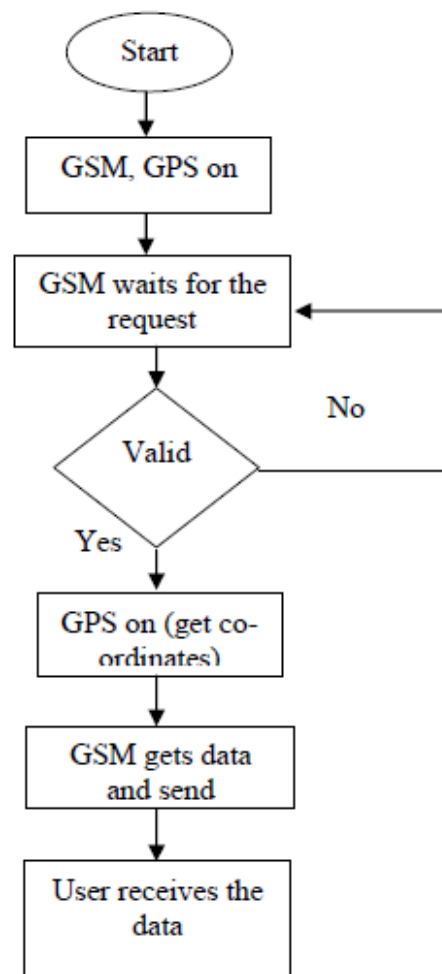 Start
GSM, GPS on
GSM waits for the
request
No
Valid
Yes
GPS on (get co-
ordinates)
GSM gets data
and send
User receives the
data